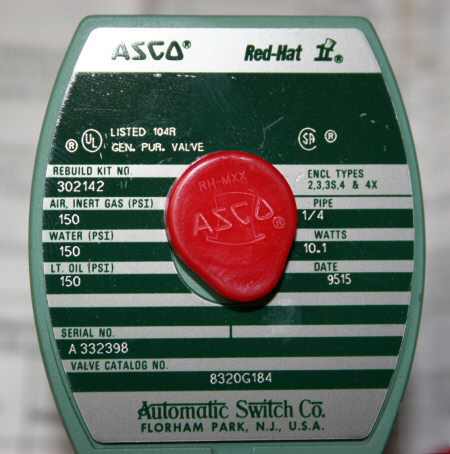 ASCO® Red-Hat II®
® UL LISTED 104R SA ®
GEN. PUR. VALVE
REBUILD KIT NO. ENCL TYPES
302142 2,3,3S,4 & 4X
RH-MXX
ASCO®
AIR, INERT GAS (PSI) PIPE
150 1/4
WATER (PSI) WATTS
150 10.1
LT. OIL (PSI) DATE
150 9515
SERIAL NO.
A 332398
VALVE CATALOG NO.
8320G184
Automatic Switch Co.
FLORHAM PARK, N.J., U.S.A.